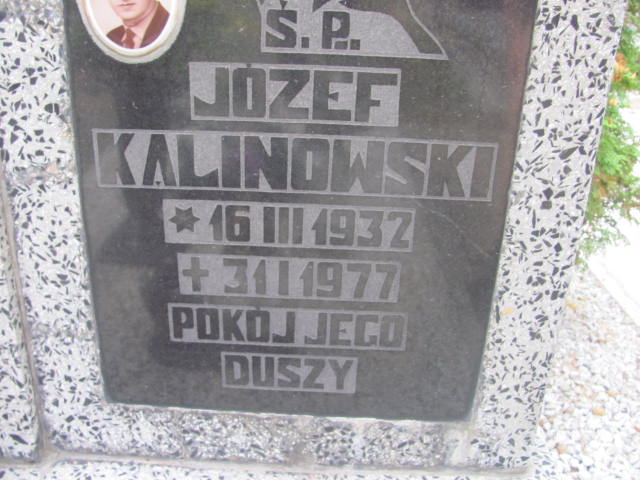 Ś.P.
JÓZEF
KALINOWSKI
* 16 III 1932
+ 31 I 1977
POKÓJ JEGO
DUSZY